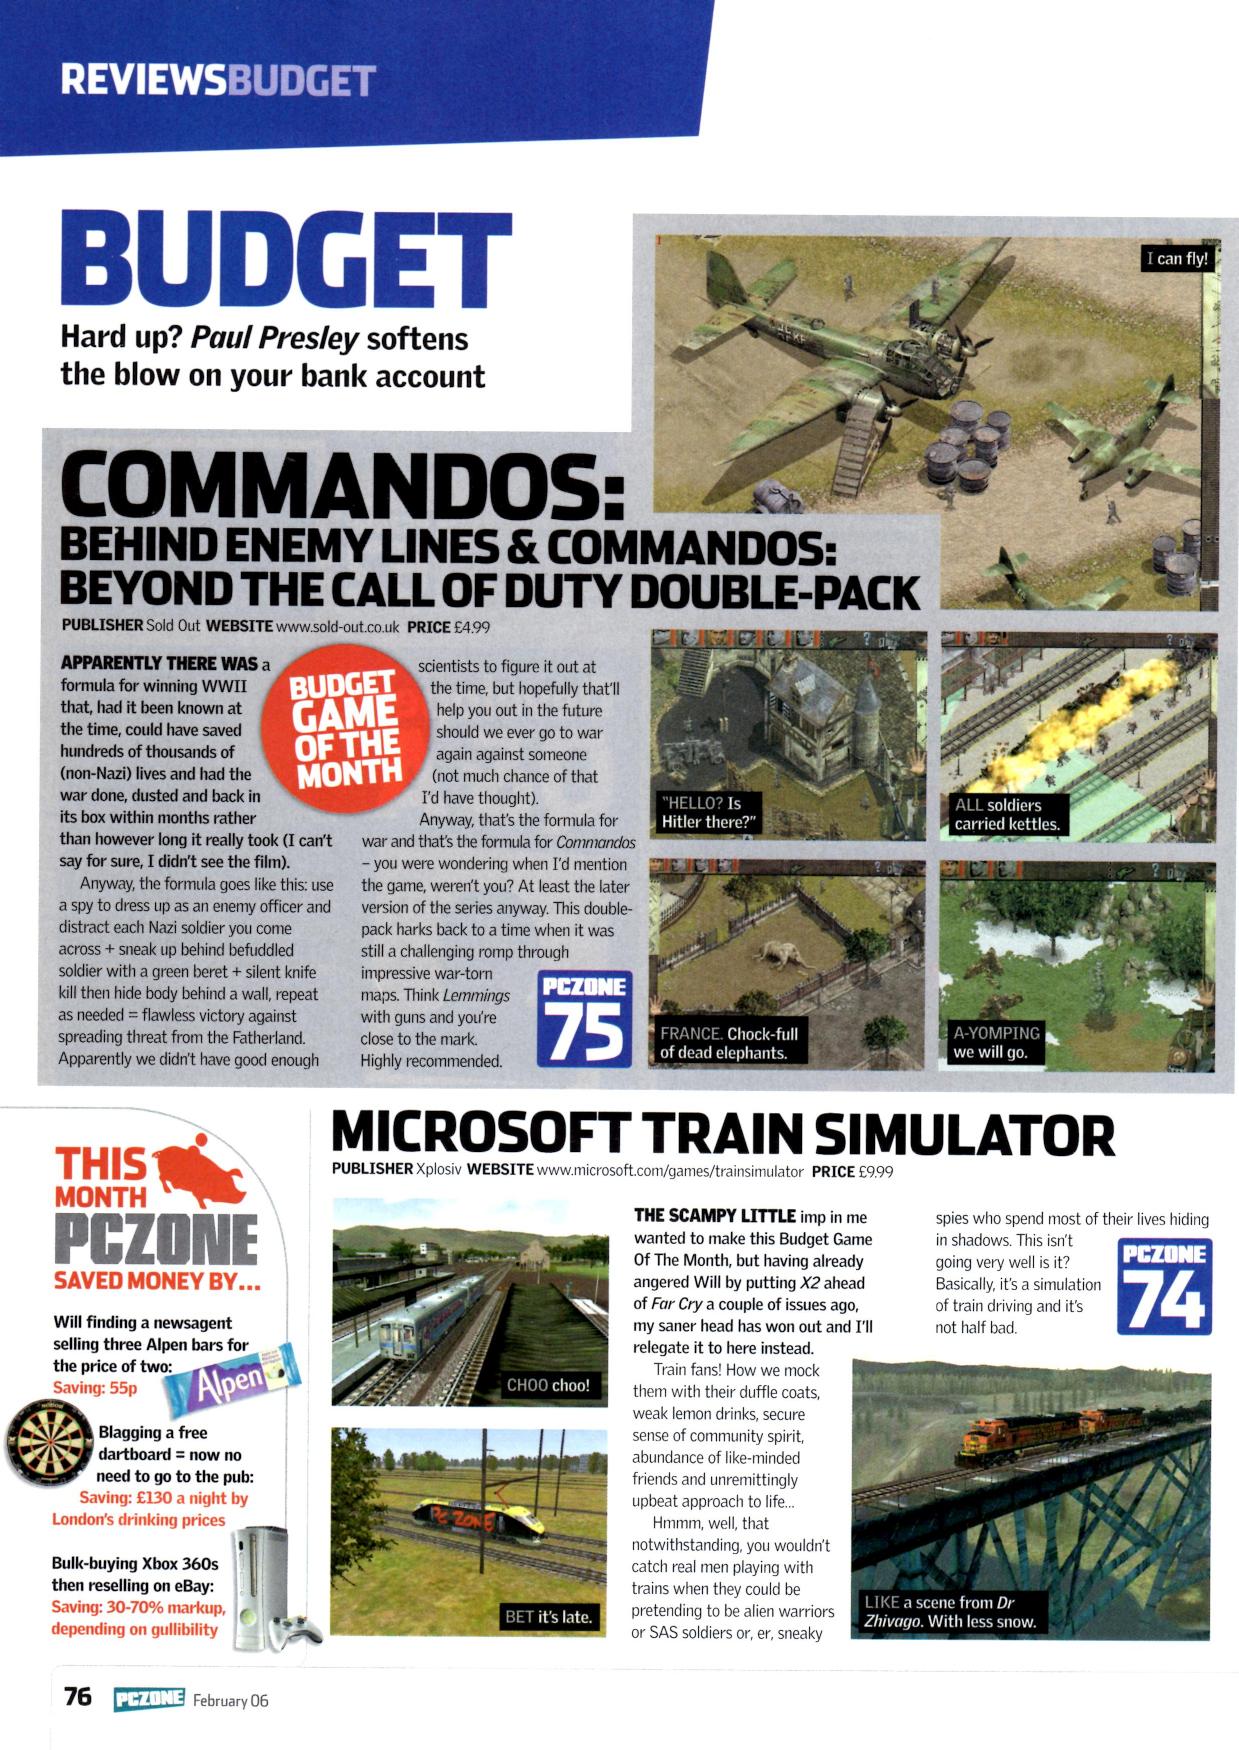 REVIEWSBUDGET
BUDGET
Hard up? Paul Presley softens
the blow on your bank account
I can fly!
COMMANDOS:
BEHIND ENEMY LINES & COMMANDOS:
BEYOND THE CALL OF DUTY DOUBLE-PACK
PUBLISHER Sold Out WEBSITE www.sold-out.co.uk PRICE £4.99
APPARENTLY THERE WAS a
formula for winning WWII
that, had it been known at
the time, could have saved
hundreds of thousands of
(non-Nazi) lives and had the
war done, dusted and back in
its box within months rather
than however long it really took (I can't
say for sure, I didn't see the film).
Anyway, the formula goes like this: use
a spy to dress up as an enemy officer and
distract each Nazi soldier you come
across + sneak up behind befuddled
soldier with a green beret + silent knife
kill then hide body behind a wall, repeat
as needed = flawless victory against
spreading threat from the Fatherland.
Apparently we didn't have good enough
BUDGET
GAME
OF THE
MONTH
scientists to figure it out at
the time, but hopefully that'll
help you out in the future
should we ever go to war
again against someone
(not much chance of that
I'd have thought).
Anyway, that's the formula for
war and that's the formula for Commandos
– you were wondering when I'd mention
the game, weren't you? At least the later
version of the series anyway. This double-
pack harks back to a time when it was
still a challenging romp through
impressive war-torn
maps. Think Lemmings
with guns and you're
close to the mark.
Highly recommended.
PCZONE
75
"HELLO? Is
Hitler there?"
ALL soldiers
carried kettles.
FRANCE. Chock-full
of dead elephants.
A-YOMPING
we will go.
THIS
MONTH
PCZONE
SAVED MONEY BY...
Will finding a newsagent
selling three Alpen bars for
the price of two:
Saving: 55p
Alpen
Blagging a free
dartboard = now no
need to go to the pub:
Saving: £130 a night by
London's drinking prices
Bulk-buying Xbox 360s
then reselling on eBay:
Saving: 30-70% markup,
depending on gullibility
MICROSOFT TRAIN SIMULATOR
PUBLISHER Xplosiv WEBSITE www.microsoft.com/games/trainsimulator PRICE £9.99
CHOO choo!
PC ZONE
BET it's late.
THE SCAMPY LITTLE imp in me
wanted to make this Budget Game
Of The Month, but having already
angered Will by putting X2 ahead
of Far Cry a couple of issues ago,
my saner head has won out and I'll
relegate it to here instead.
Train fans! How we mock
them with their duffle coats,
weak lemon drinks, secure
sense of community spirit,
abundance of like-minded
friends and unremittingly
upbeat approach to life...
Hmmm, well, that
notwithstanding, you wouldn't
catch real men playing with
trains when they could be
pretending to be alien warriors
or SAS soldiers or, er, sneaky
spies who spend most of their lives hiding
in shadows. This isn't
going very well is it?
Basically, it's a simulation
of train driving and it's
not half bad.
PCZONE
74
LIKE a scene from Dr
Zhivago. With less snow.
76 PCZONE February 06